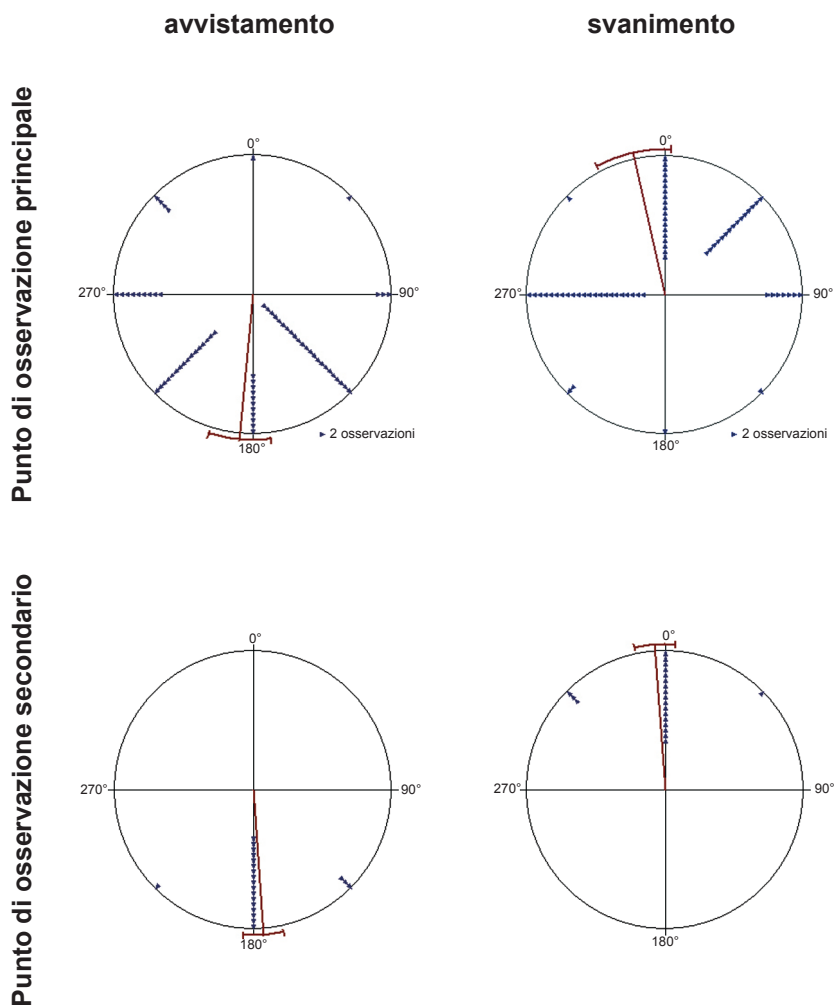 avvistamento
svanimento
Punto di osservazione principale
0°
270°
90°
180°
2 osservazioni
0°
270°
90°
180°
2 osservazioni
Punto di osservazione secondario
0°
270°
90°
180°
0°
270°
90°
180°